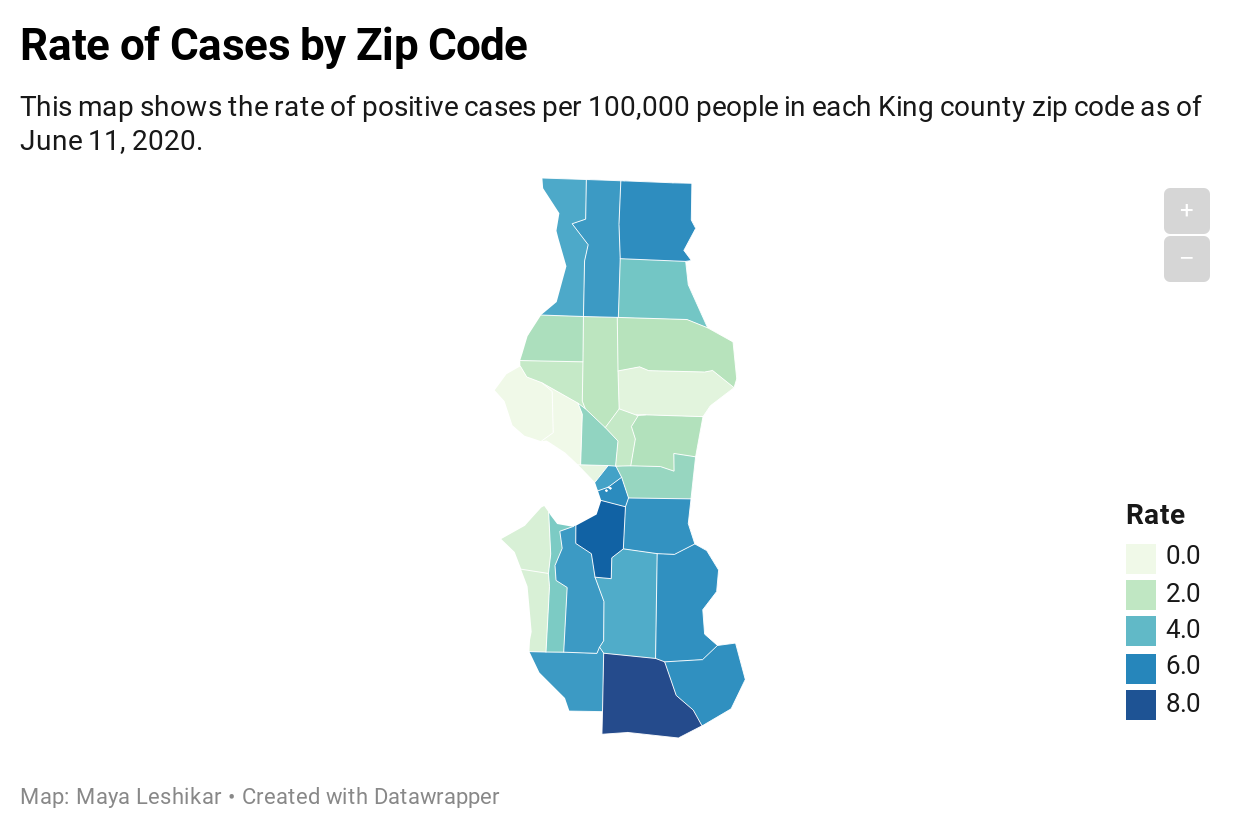 Rate of Cases by Zip Code
This map shows the rate of positive cases per 100,000 people in each King county zip code as of
June 11, 2020.
+
−
Rate
0.0
2.0
4.0
6.0
8.0
Map: Maya Leshikar • Created with Datawrapper